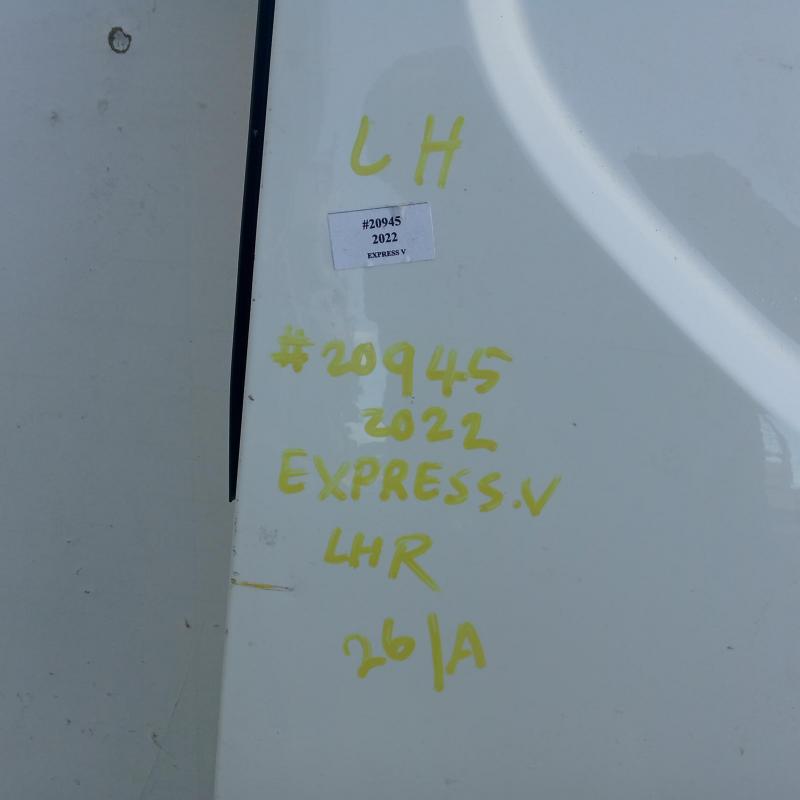 LH
#20945
2022
EXPRESS V
#20945
2022
EXPRESS.V
LHR
26/A